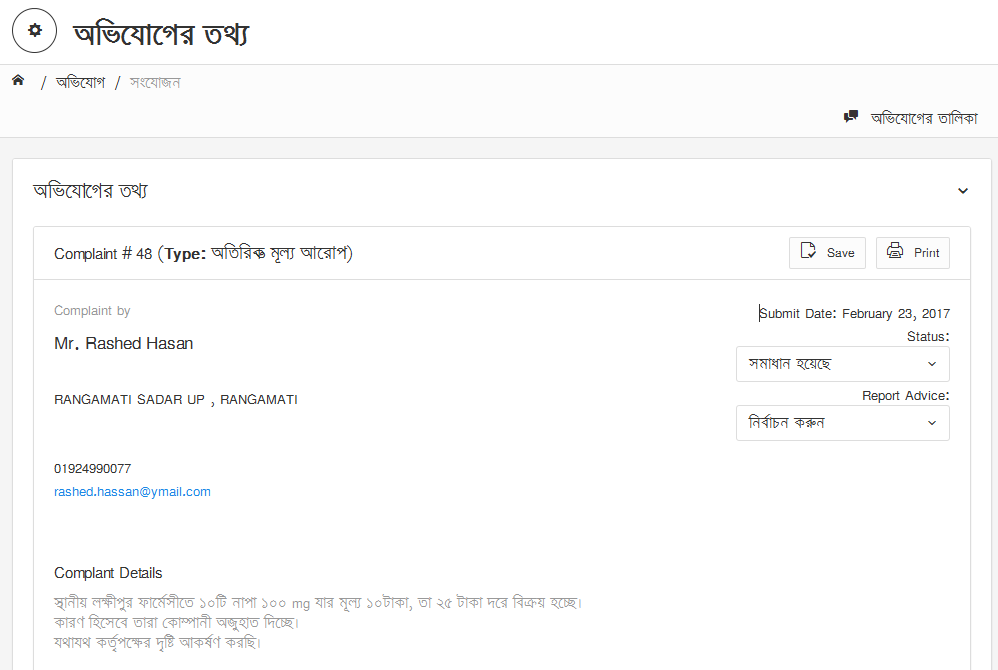 অভিযোগের তথ্য
/ অভিযোগ / সংযোজন
অভিযোগের তালিকা
অভিযোগের তথ্য
Complaint # 48 (Type: অতিরিক্ত মূল্য আরোপ)
Save
Print
Complaint by
Submit Date: February 23, 2017
Mr. Rashed Hasan
Status:
সমাধান হয়েছে
RANGAMATI SADAR UP , RANGAMATI
Report Advice:
নির্বাচন করুন
01924990077
rashed.hassan@ymail.com
Complant Details
স্থানীয় লক্ষীপুর ফার্মেসীতে ১০টি নাপা ১০০ mg যার মূল্য ১০টাকা, তা ২৫ টাকা দরে বিক্রয় হচ্ছে।
কারণ হিসেবে তারা কোম্পানী অজুহাত দিচ্ছে।
যথাযথ কর্তৃপক্ষের দৃষ্টি আকর্ষণ করছি।